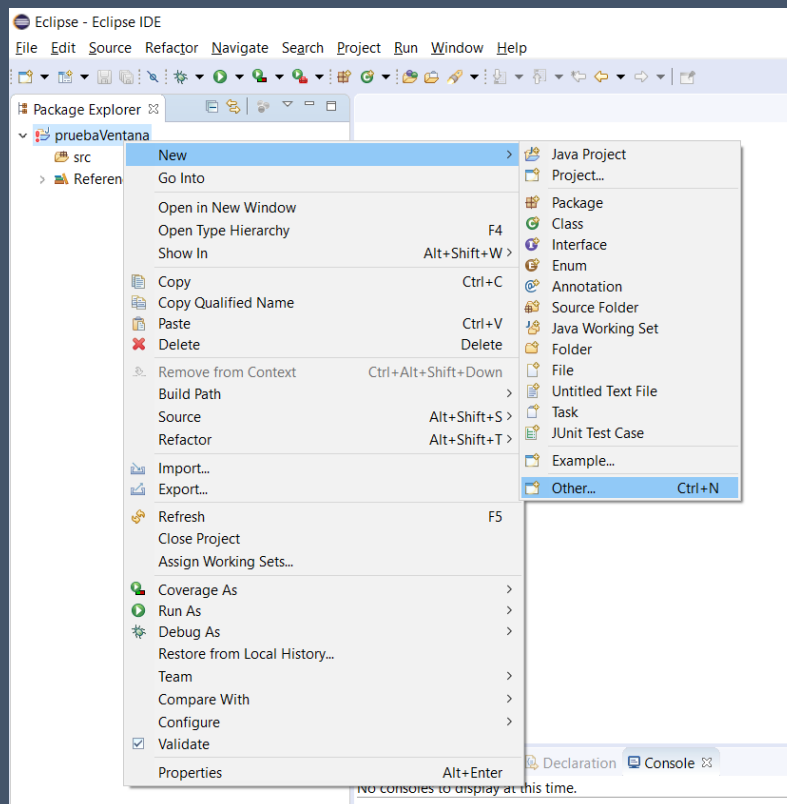 Eclipse - Eclipse IDE
File Edit Source Refactor Navigate Search Project Run Window Help
Package Explorer
pruebaVentana
src
Referen
New
Go Into
Open in New Window
Open Type Hierarchy F4
Show In Alt+Shift+W
Copy Ctrl+C
Copy Qualified Name
Paste Ctrl+V
Delete Delete
Remove from Context Ctrl+Alt+Shift+Down
Build Path
Source Alt+Shift+S
Refactor Alt+Shift+T
Import...
Export...
Refresh F5
Close Project
Assign Working Sets...
Coverage As
Run As
Debug As
Restore from Local History...
Team
Compare With
Configure
Validate
Properties Alt+Enter
Java Project
Project...
Package
Class
Interface
Enum
Annotation
Source Folder
Java Working Set
Folder
File
Untitled Text File
Task
JUnit Test Case
Example...
Other... Ctrl+N
Declaration Console
No consoles to display at this time.